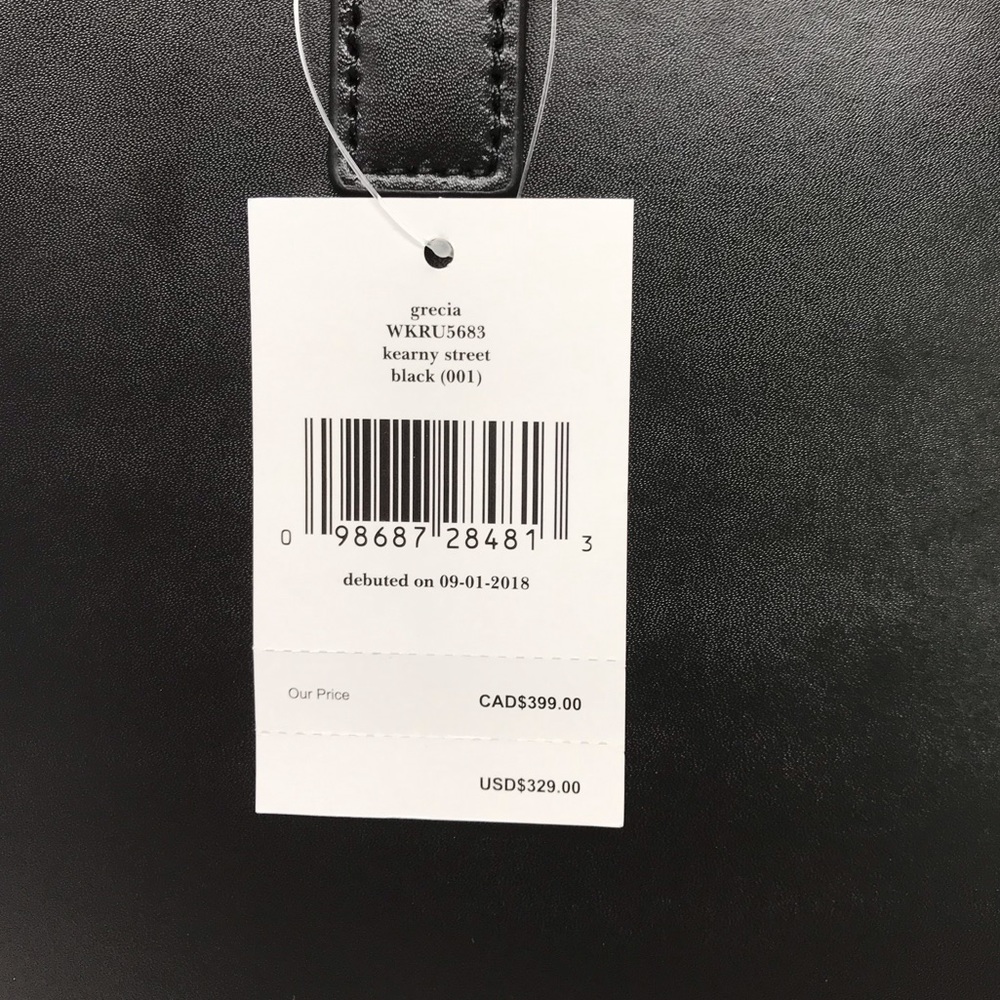 grecia
WKRU5683
kearny street
black (001)
0 98687 28481 3
debuted on 09-01-2018
Our Price CAD$399.00
USD$329.00